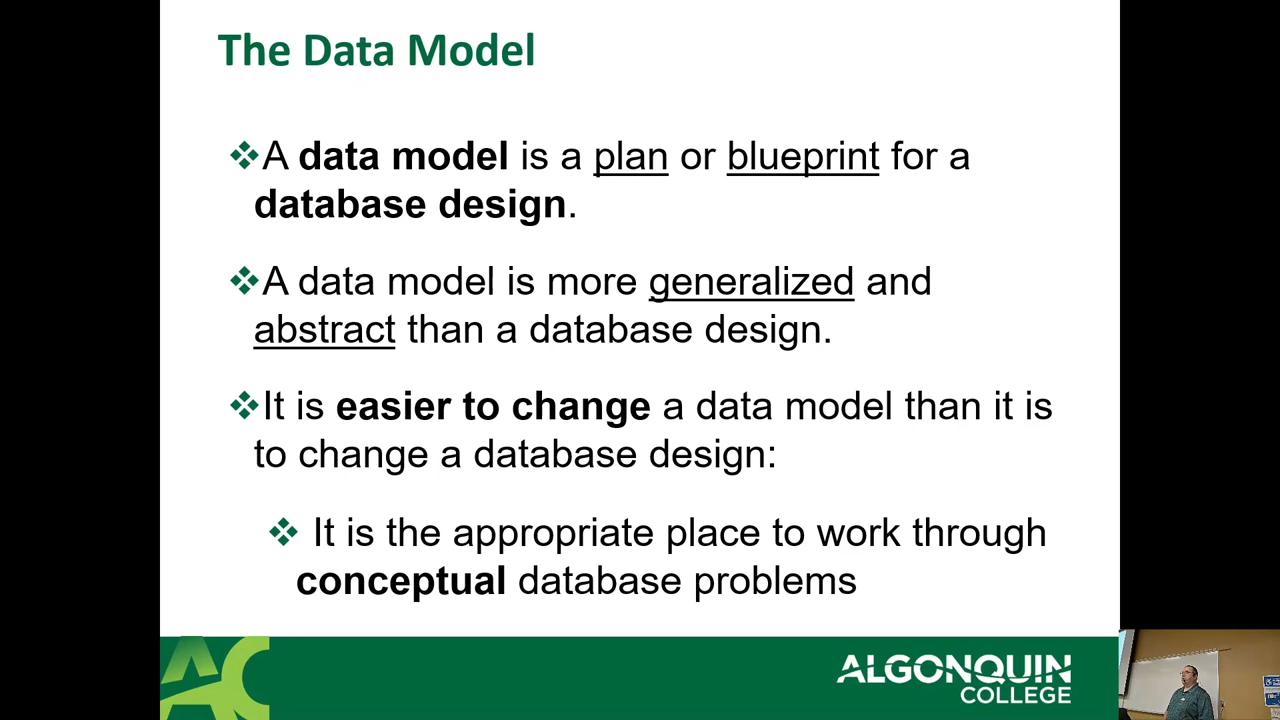 The Data Model
❖A data model is a plan or blueprint for a
database design.
❖A data model is more generalized and
abstract than a database design.
❖It is easier to change a data model than it is
to change a database design:
❖ It is the appropriate place to work through
conceptual database problems
AC
ALGONQUIN
COLLEGE